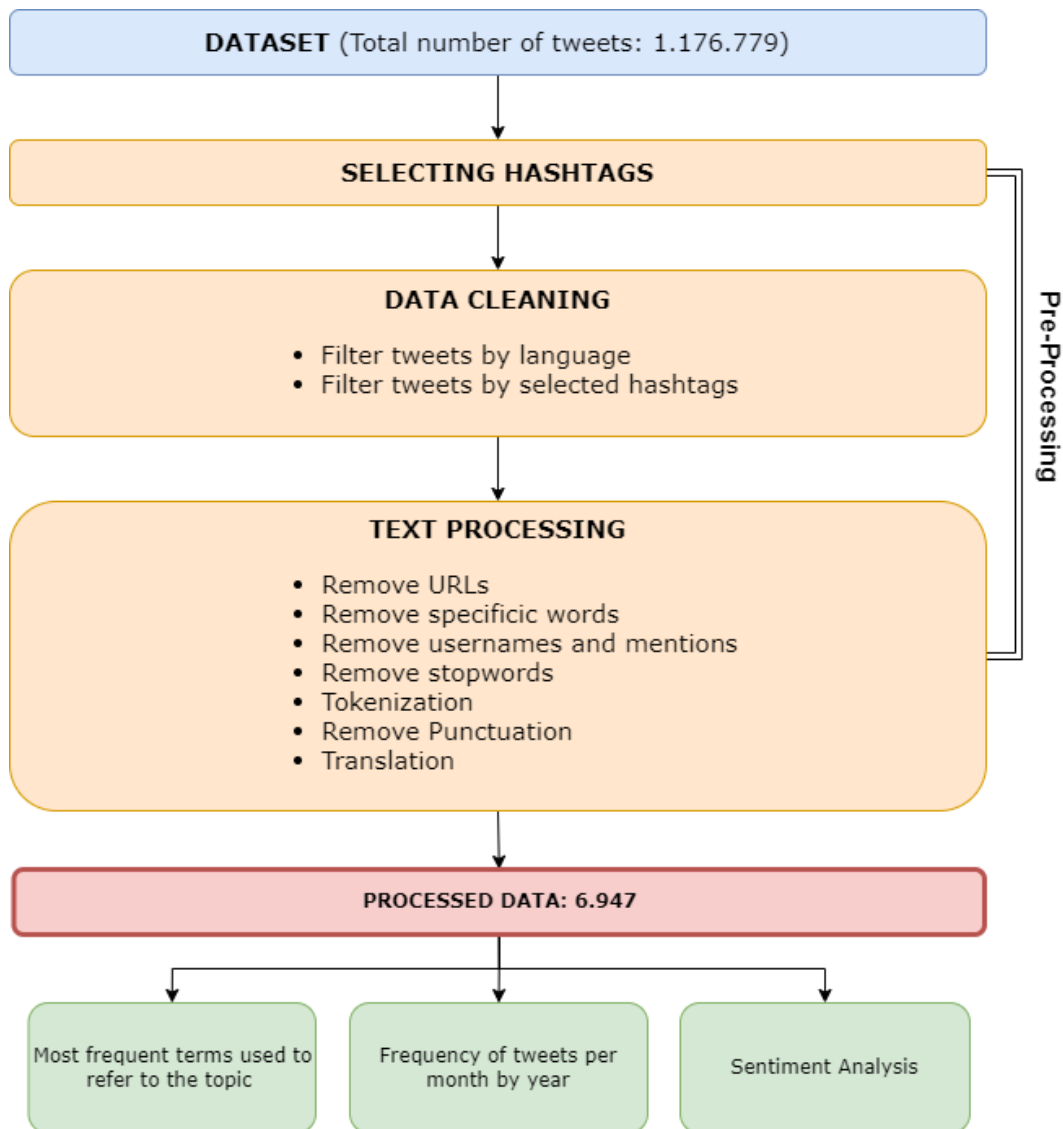 DATASET (Total number of tweets: 1.176.779)
SELECTING HASHTAGS
DATA CLEANING
• Filter tweets by language
• Filter tweets by selected hashtags
Pre-Processing
TEXT PROCESSING
• Remove URLs
• Remove specificic words
• Remove usernames and mentions
• Remove stopwords
• Tokenization
• Remove Punctuation
• Translation
PROCESSED DATA: 6.947
Most frequent terms used to
refer to the topic
Frequency of tweets per
month by year
Sentiment Analysis